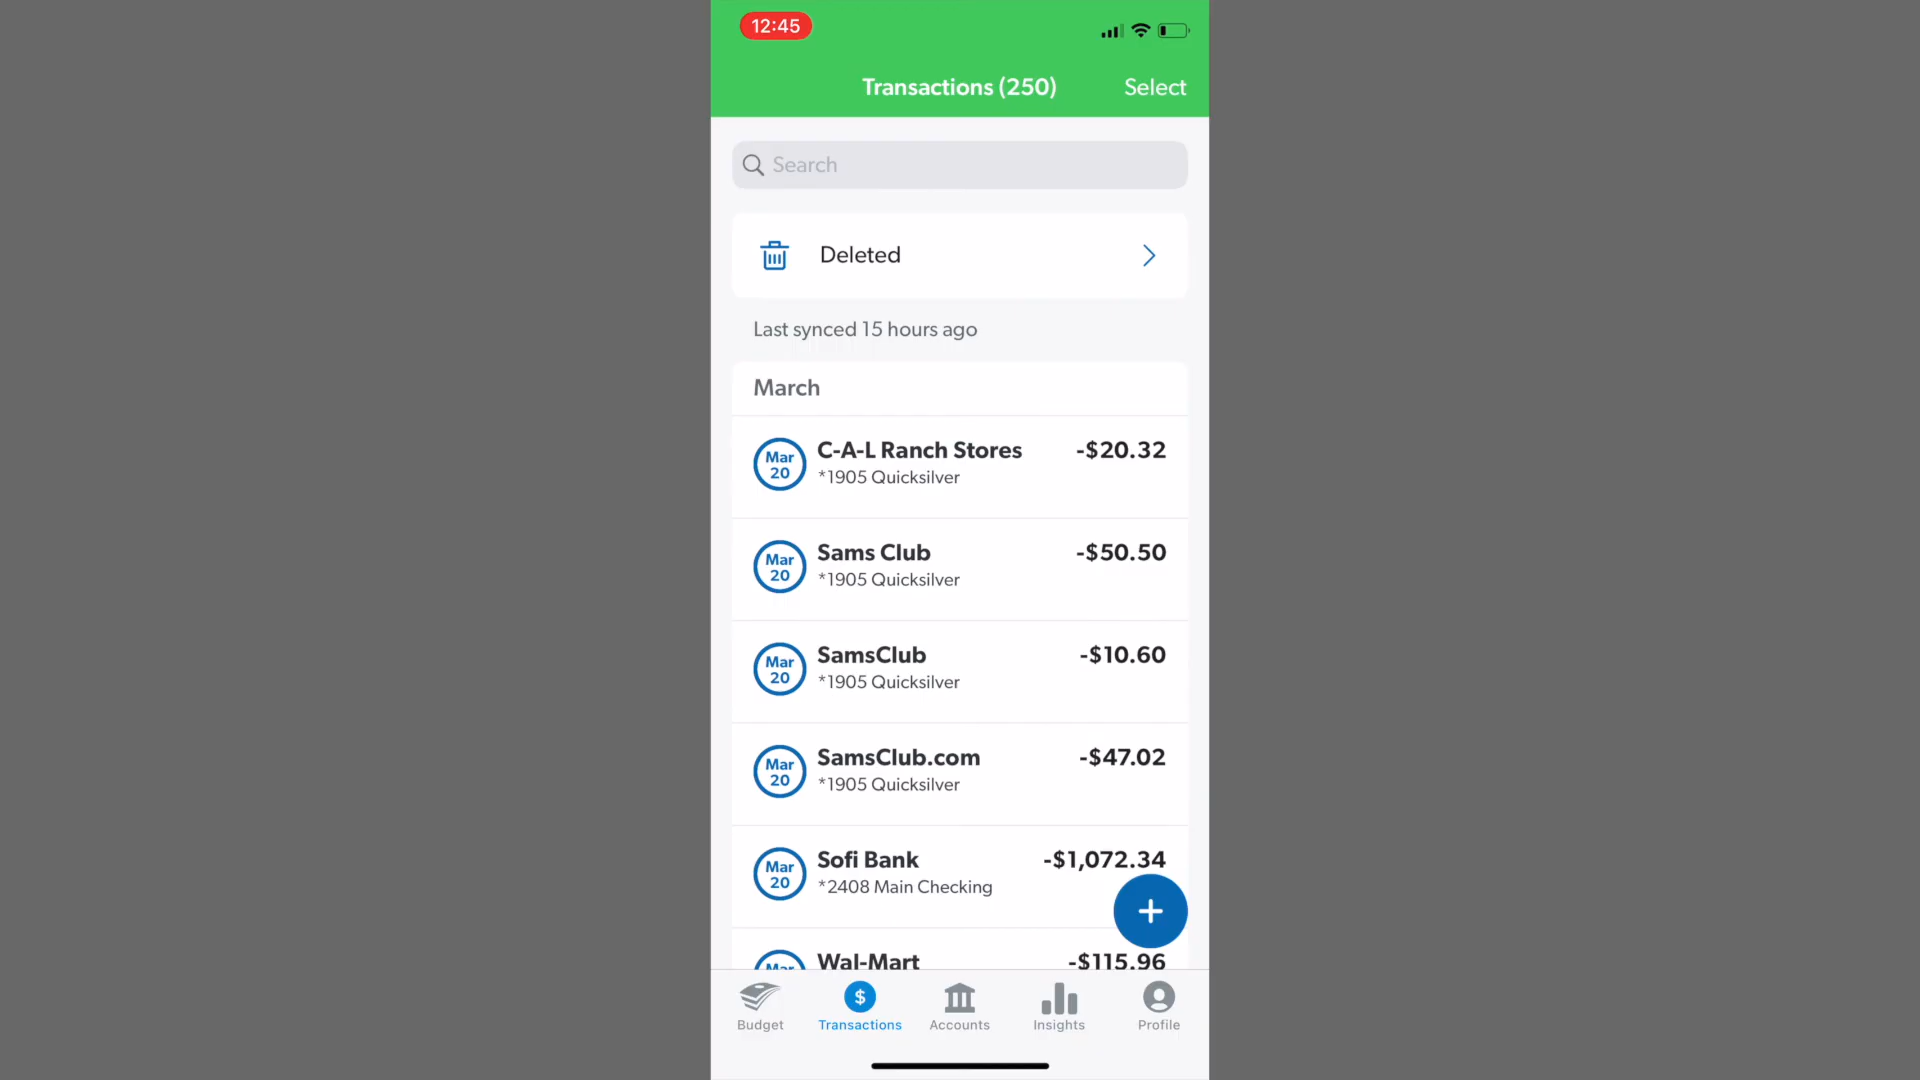 12:45
Transactions (250)
Select
Search
Deleted
Last synced 15 hours ago
March
Mar
20
C-A-L Ranch Stores
-$20.32
*1905 Quicksilver
Mar
20
Sams Club
-$50.50
*1905 Quicksilver
Mar
20
SamsClub
-$10.60
*1905 Quicksilver
Mar
20
SamsClub.com
-$47.02
*1905 Quicksilver
Mar
20
Sofi Bank
-$1,072.34
*2408 Main Checking
+
Mar
Wal-Mart
-$115.96
$
Budget
Transactions
Accounts
Insights
Profile